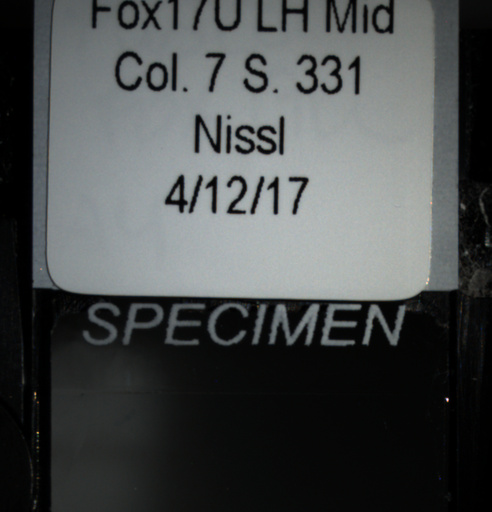 Fox17U LH Mid
Col. 7 S. 331
Nissl
4/12/17
SPECIMEN